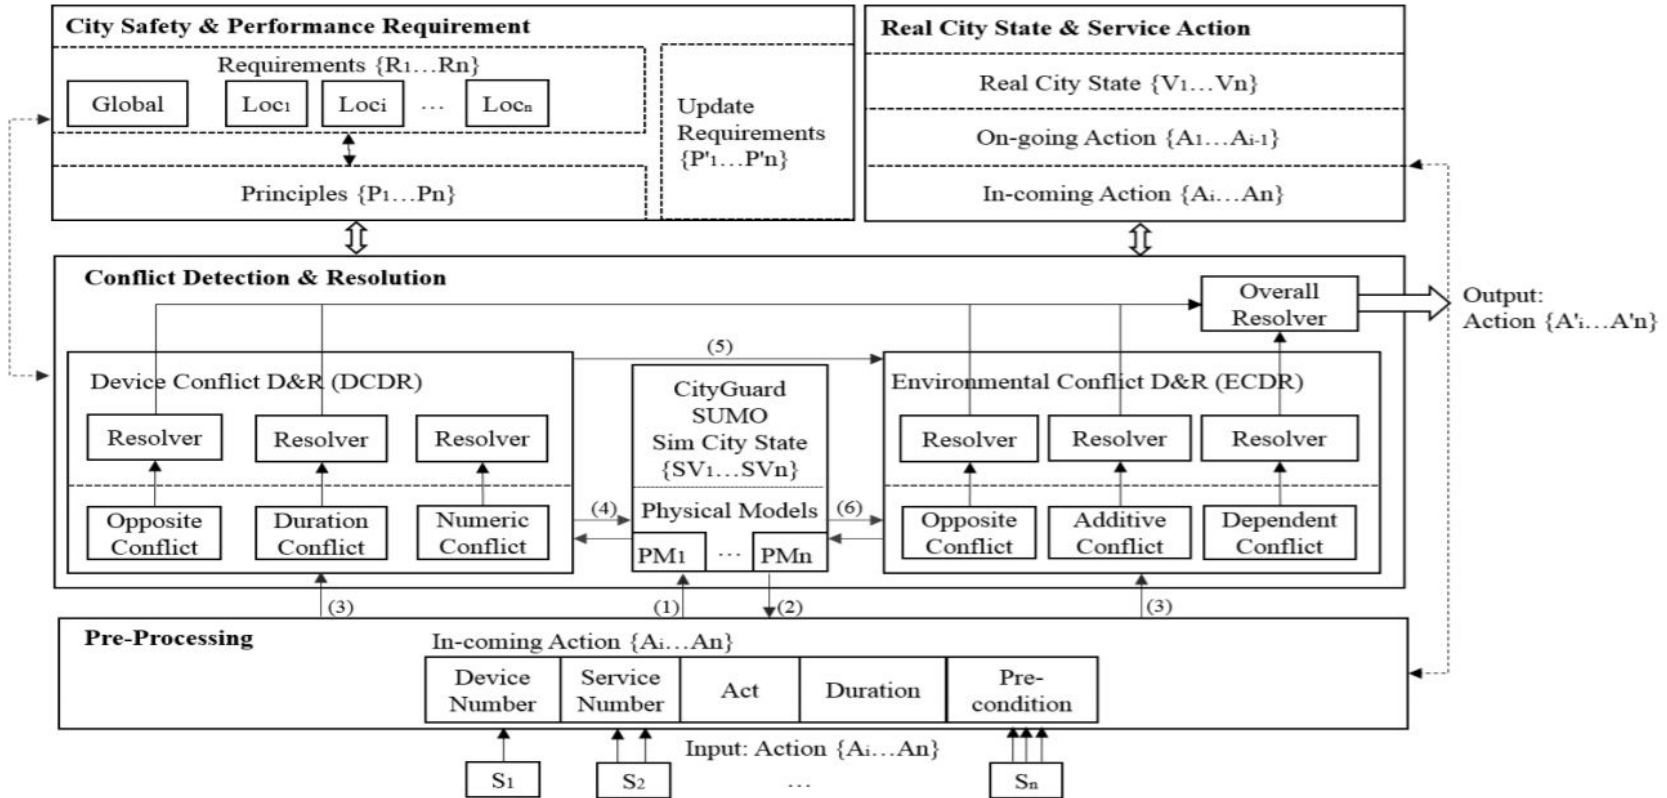 City Safety & Performance Requirement
Requirements {R1…Rn}
Global
Loc1
Loci
…
Locn
Principles {P1…Pn}
Update
Requirements
{P'1…P'n}
Real City State & Service Action
Real City State {V1…Vn}
On-going Action {A1…Ai-1}
In-coming Action {Ai…An}
Conflict Detection & Resolution
Overall
Resolver
Output:
Action {A'i…A'n}
Device Conflict D&R (DCDR)
Resolver
Resolver
Resolver
Opposite
Conflict
Duration
Conflict
Numeric
Conflict
(5)
CityGuard
SUMO
Sim City State
{SV1…SVn}
Physical Models
PM1
…
PMn
(4)
(6)
Environmental Conflict D&R (ECDR)
Resolver
Resolver
Resolver
Opposite
Conflict
Additive
Conflict
Dependent
Conflict
(3)
(1)
(2)
(3)
Pre-Processing
In-coming Action {Ai…An}
Device
Number
Service
Number
Act
Duration
Pre-
condition
Input: Action {Ai…An}
S1
S2
…
Sn